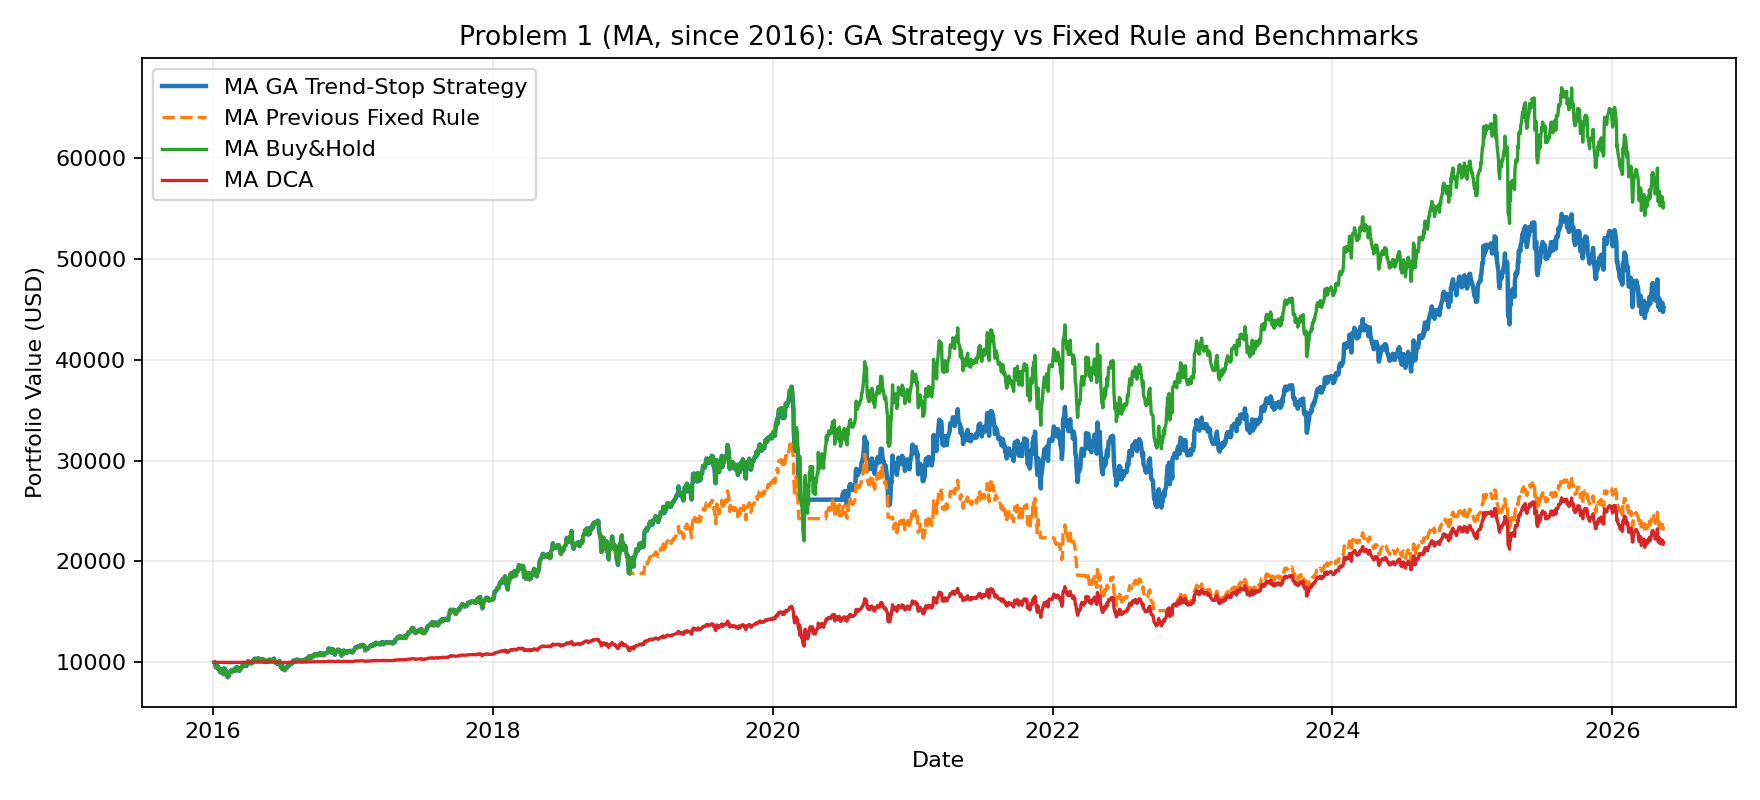 Problem 1 (MA, since 2016): GA Strategy vs Fixed Rule and Benchmarks
MA GA Trend-Stop Strategy
MA Previous Fixed Rule
MA Buy&Hold
MA DCA
Portfolio Value (USD)
60000
50000
40000
30000
20000
10000
2016
2018
2020
2022
2024
2026
Date